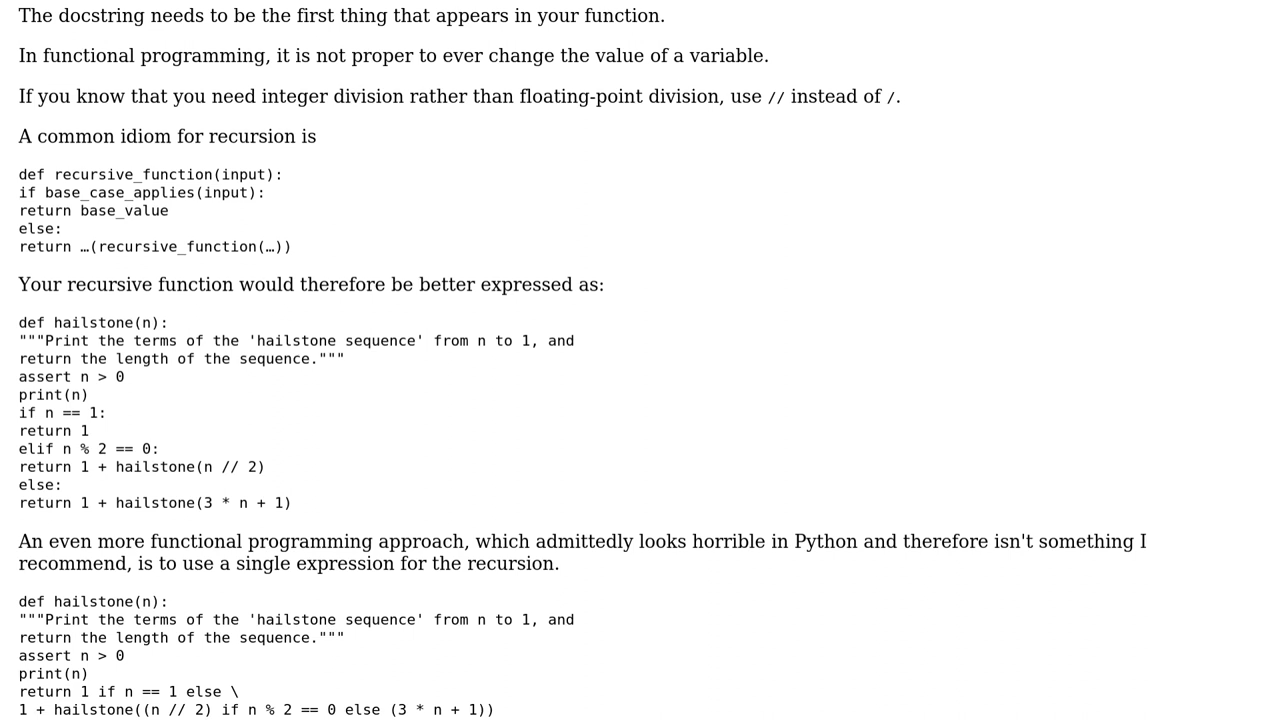 The docstring needs to be the first thing that appears in your function.
In functional programming, it is not proper to ever change the value of a variable.
If you know that you need integer division rather than floating-point division, use // instead of /.
A common idiom for recursion is
def recursive_function(input):
if base_case_applies(input):
return base_value
else:
return …(recursive_function(…))
Your recursive function would therefore be better expressed as:
def hailstone(n):
"""Print the terms of the 'hailstone sequence' from n to 1, and
return the length of the sequence."""
assert n > 0
print(n)
if n == 1:
return 1
elif n % 2 == 0:
return 1 + hailstone(n // 2)
else:
return 1 + hailstone(3 * n + 1)
An even more functional programming approach, which admittedly looks horrible in Python and therefore isn't something I
recommend, is to use a single expression for the recursion.
def hailstone(n):
"""Print the terms of the 'hailstone sequence' from n to 1, and
return the length of the sequence."""
assert n > 0
print(n)
return 1 if n == 1 else \
1 + hailstone((n // 2) if n % 2 == 0 else (3 * n + 1))